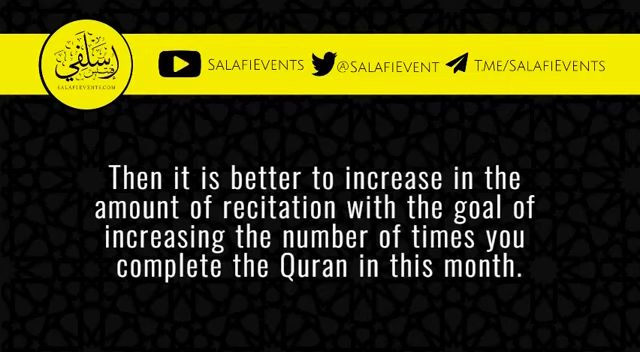 SALAFIEVENTS.COM
SALAFIEVENTS
@SALAFIEVENT
T.ME/SALAFIEVENTS
Then it is better to increase in the
amount of recitation with the goal of
increasing the number of times you
complete the Quran in this month.